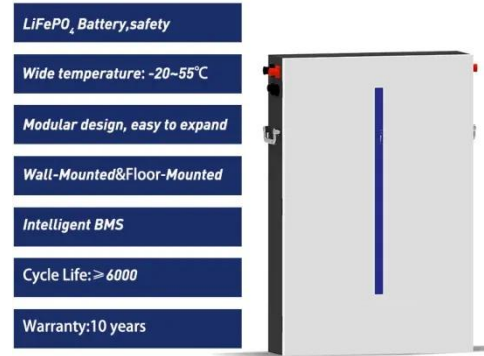 LiFePO₄ Battery,safety
Wide temperature: -20~55℃
Modular design, easy to expand
Wall-Mounted&Floor-Mounted
Intelligent BMS
Cycle Life:≥6000
Warranty:10 years